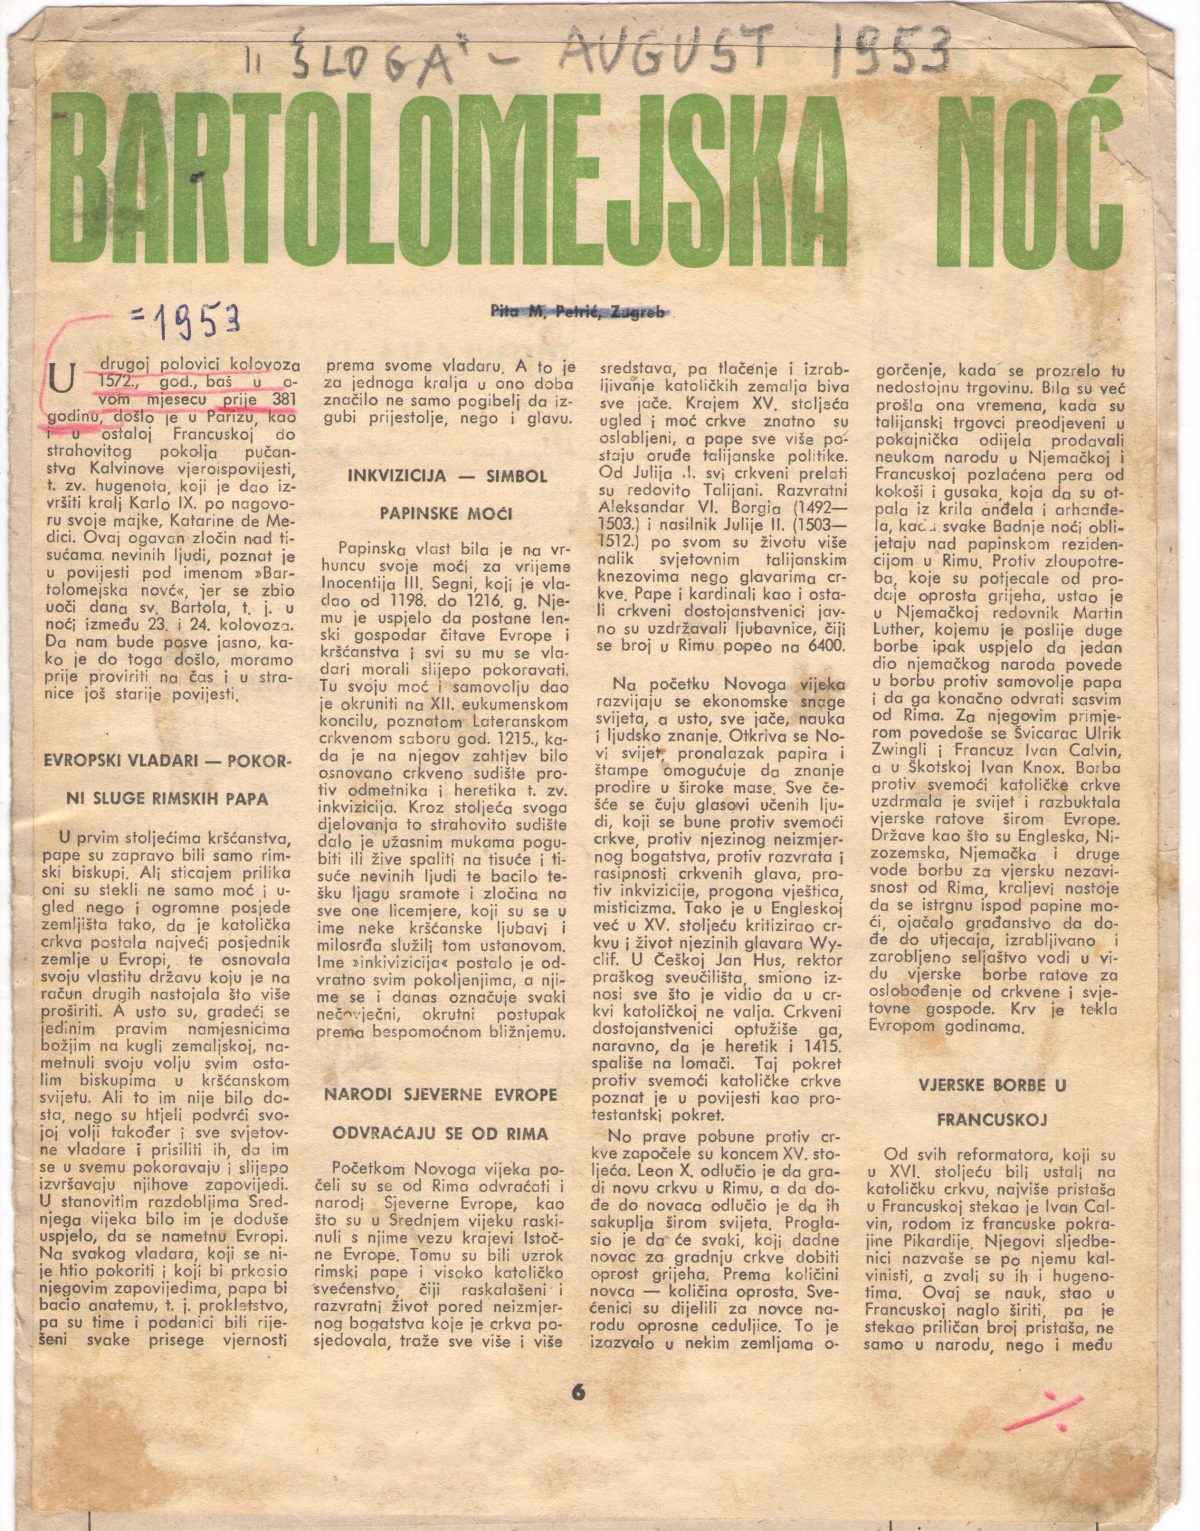 „SLOGA" – AUGUST 1953
BARTOLOMEJSKA NOĆ
Pita M. Petrić, Zagreb
=1953
U drugoj polovici kolovoza
1572., god., baš u o-
vom mjesecu prije 381
godinu, došlo je u Parizu, kao
i u ostaloj Francuskoj do
strahovitog pokolja pučan-
stva Kalvinove vjeroispovijesti,
t. zv. hugenota, koji je dao iz-
vršiti kralj Karlo IX. po nagovo-
ru svoje majke, Katarine de Me-
dici. Ovaj ogavan zločin nad ti-
sućama nevinih ljudi, poznat je
u povijesti pod imenom »Bar-
tolomejska novć«, jer se zbio
uoči dana sv. Bartola, t. j. u
noći između 23. i 24. kolovoza.
Da nam bude posve jasno, ka-
ko je do toga došlo, moramo
prije proviriti na čas i u stra-
nice još starije povijesti.
EVROPSKI VLADARI — POKOR-
NI SLUGE RIMSKIH PAPA
U prvim stoljećima kršćanstva,
pape su zapravo bili samo rim-
ski biskupi. Ali sticajem prilika
oni su stekli ne samo moć i u-
gled nego i ogromne posjede
zemljišta tako, da je katolička
crkva postala najveći posjednik
zemlje u Evropi, te osnovala
svoju vlastitu državu koju je na
račun drugih nastojala što više
proširiti. A usto su, gradeći se
jedinim pravim namjesnicima
božjim na kugli zemaljskoj, na-
metnuli svoju volju svim osta-
lim biskupima u kršćanskom
svijetu. Ali to im nije bilo do-
sta, nego su htjeli podvrći svo-
joj volji također i sve svjetov-
ne vladare i prisiliti ih, da im
se u svemu pokoravaju i slijepo
izvršavaju njihove zapovijedi.
U stanovitim razdobljima Sred-
njega vijeka bilo im je doduše
uspjelo, da se nametnu Evropi.
Na svakog vladara, koji se ni-
je htio pokoriti i koji bi prkosio
njegovim zapovijedima, papa bi
bacio anatemu, t. j. prokletstvo,
pa su time i podanici bili rije-
šeni svake prisege vjernosti
prema svome vladaru. A to je
za jednoga kralja u ono doba
značilo ne samo pogibelj da iz-
gubi prijestolje, nego i glavu.
INKVIZICIJA — SIMBOL
PAPINSKE MOĆI
Papinska vlast bila je na vr-
huncu svoje moći za vrijeme
Inocentija III. Segni, koji je vla-
dao od 1198. do 1216. g. Nje-
mu je uspjelo da postane len-
ski gospodar čitave Evrope i
kršćanstva i svi su mu se vla-
dari morali slijepo pokoravati.
Tu svoju moć i samovolju dao
je okruniti na XII. eukumenskom
koncilu, poznatom Lateranskom
crkvenom saboru god. 1215., ka-
da je na njegov zahtjev bilo
osnovano crkveno sudište pro-
tiv odmetnika i heretika t. zv.
inkvizicija. Kroz stoljeća svoga
djelovanja to strahovito sudište
dalo je užasnim mukama pogu-
biti ili žive spaliti na tisuće i ti-
suće nevinih ljudi te bacilo te-
šku ljagu sramote i zločina na
sve one licemjere, koji su se u
ime neke kršćanske ljubavi i
milosrđa služili tom ustanovom.
Ime »inkivizicija« postalo je od-
vratno svim pokoljenjima, a nji-
me se i danas označuje svaki
nečovječni, okrutni postupak
prema bespomoćnom bližnjemu.
NARODI SJEVERNE EVROPE
ODVRAĆAJU SE OD RIMA
Početkom Novoga vijeka po-
čeli su se od Rima odvraćati i
narodi Sjeverne Evrope, kao
što su u Srednjem vijeku raski-
nuli s njime vezu krajevi Istoč-
ne Evrope. Tomu su bili uzrok
rimski pape i visoko katoličko
svećenstvo, čiji raskalašeni i
razvratni život pored neizmjer-
nog bogatstva koje je crkva po-
sjedovala, traže sve više i više
sredstava, pa tlačenje i izrab-
ljivanje katoličkih zemalja biva
sve jače. Krajem XV. stoljeća
ugled i moć crkve znatno su
oslabljeni, a pape sve više po-
staju oruđe talijanske politike.
Od Julija .I. svi crkveni prelati
su redovito Talijani. Razvratni
Aleksandar VI. Borgia (1492—
1503.) i nasilnik Julije II. (1503—
1512.) po svom su životu više
nalik svjetovnim talijanskim
knezovima nego glavarima cr-
kve. Pape i kardinali kao i osta-
li crkveni dostojanstvenici jav-
no su uzdržavali ljubavnice, čiji
se broj u Rimu popeo na 6400.
Na početku Novoga vijeka
razvijaju se ekonomske snage
svijeta, a usto, sve jače, nauka
i ljudsko znanje. Otkriva se No-
vi svijet, pronalazak papira i
štampe omogućuje da znanje
prodire u široke mase. Sve če-
šće se čuju glasovi učenih lju-
di, koji se bune protiv svemoći
crkve, protiv njezinog neizmjer-
nog bogatstva, protiv razvrata i
rasipnosti crkvenih glava, pro-
tiv inkvizicije, progona vještica,
misticizma. Tako je u Engleskoj
već u XV. stoljeću kritizirao cr-
kvu i život njezinih glavara Wy-
clif. U Češkoj Jan Hus, rektor
praškog sveučilišta, smiono iz-
nosi sve što je vidio da u cr-
kvi katoličkoj ne valja. Crkveni
dostojanstvenici optužiše ga,
naravno, da je heretik i 1415.
spališe na lomači. Taj pokret
protiv svemoći katoličke crkve
poznat je u povijesti kao pro-
testantski pokret.
No prave pobune protiv cr-
kve započele su koncem XV. sto-
ljeća. Leon X. odlučio je da gra-
di novu crkvu u Rimu, a da do-
đe do novaca odlučio je da ih
sakuplja širom svijeta. Progla-
sio je da će svaki, koji dadne
novac za gradnju crkve dobiti
oprost grijeha. Prema količini
novca — količina oprosta. Sve-
ćenici su dijelili za novce na-
rodu oprosne ceduljice. To je
izazvalo u nekim zemljama o-
gorčenje, kada se prozrelo tu
nedostojnu trgovinu. Bila su već
prošla ona vremena, kada su
talijanski trgovci preodjeveni u
pokajnička odijela prodavali
neukom narodu u Njemačkoj i
Francuskoj pozlaćena pera od
kokoši i gusaka, koja da su ot-
pala iz krila anđela i arhanđe-
la, kada svake Badnje noći obli-
jetaju nad papinskom reziden-
cijom u Rimu. Protiv zloupotre-
ba, koje su potjecale od pro-
daje oprosta grijeha, ustao je
u Njemačkoj redovnik Martin
Luther, kojemu je poslije duge
borbe ipak uspjelo da jedan
dio njemačkog naroda povede
u borbu protiv samovolje papa
i da ga konačno odvrati sasvim
od Rima. Za njegovim primje-
rom povedoše se Švicarac Ulrik
Zwingli i Francuz Ivan Calvin,
a u Škotskoj Ivan Knox. Borba
protiv svemoći katoličke crkve
uzdrmala je svijet i razbuktala
vjerske ratove širom Evrope.
Države kao što su Engleska, Ni-
zozemska, Njemačka i druge
vode borbu za vjersku nezavi-
snost od Rima, kraljevi nastoje
da se istrgnu ispod papine mo-
ći, ojačalo građanstvo da do-
đe do utjecaja, izrabljivano i
zarobljeno seljaštvo vodi u vi-
du vjerske borbe ratove za
oslobođenje od crkvene i svje-
tovne gospode. Krv je tekla
Evropom godinama.
VJERSKE BORBE U
FRANCUSKOJ
Od svih reformatora, koji su
u XVI. stoljeću bili ustali na
katoličku crkvu, najviše pristaša
u Francuskoj stekao je Ivan Cal-
vin, rodom iz francuske pokra-
jine Pikardije. Njegovi sljedbe-
nici nazvaše se po njemu kal-
vinisti, a zvali su ih i hugeno-
tima. Ovaj se nauk, stao u
Francuskoj naglo širiti, pa je
stekao priličan broj pristaša, ne
samo u narodu, nego i među
6